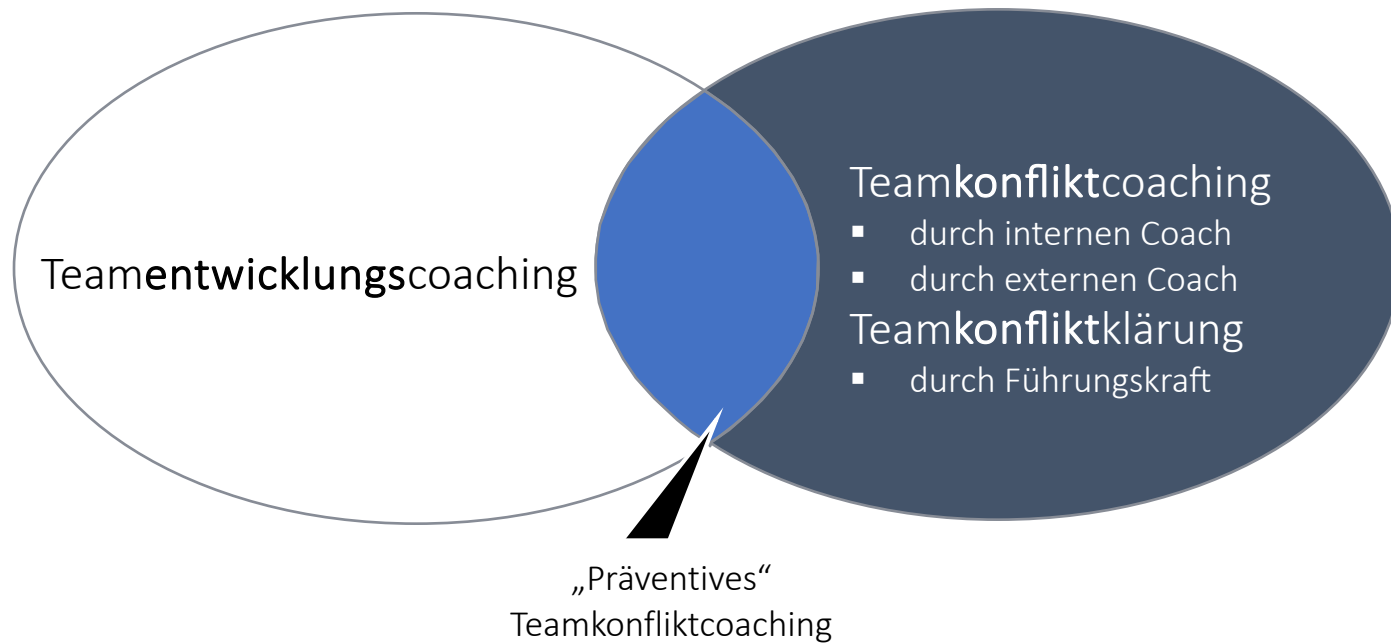 Teamentwicklungscoaching
Teamkonfliktcoaching
▪ durch internen Coach
▪ durch externen Coach
Teamkonfliktklärung
▪ durch Führungskraft
„Präventives“
Teamkonfliktcoaching